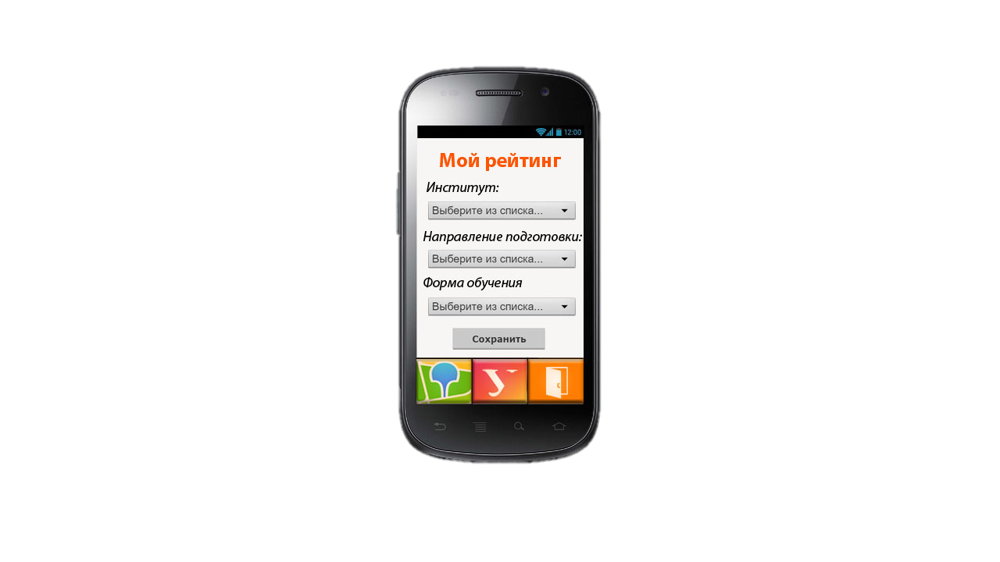 12:00
Мой рейтинг
Институт:
Выберите из списка...
Направление подготовки:
Выберите из списка...
Форма обучения
Выберите из списка...
Сохранить
У